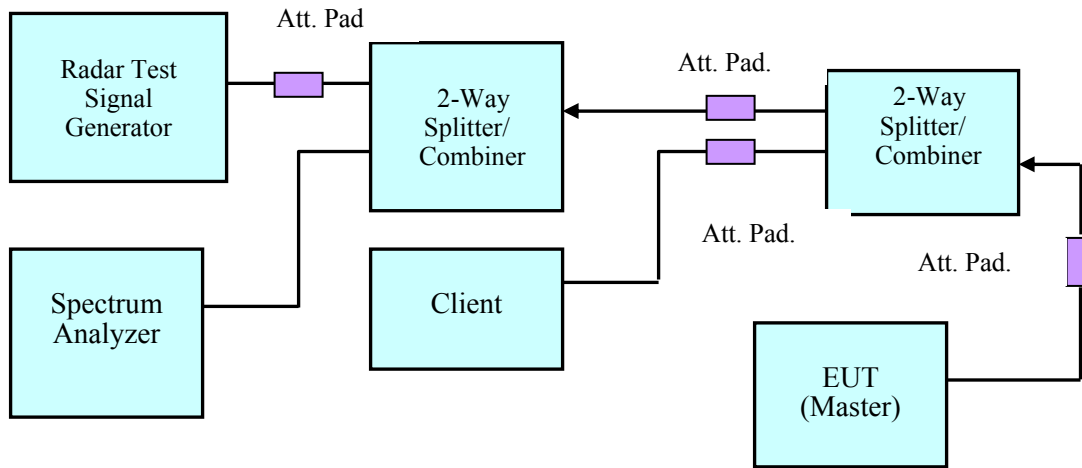 Att. Pad
Radar Test
Signal
Generator
2-Way
Splitter/
Combiner
Att. Pad.
2-Way
Splitter/
Combiner
Att. Pad.
Att. Pad.
Spectrum
Analyzer
Client
EUT
(Master)